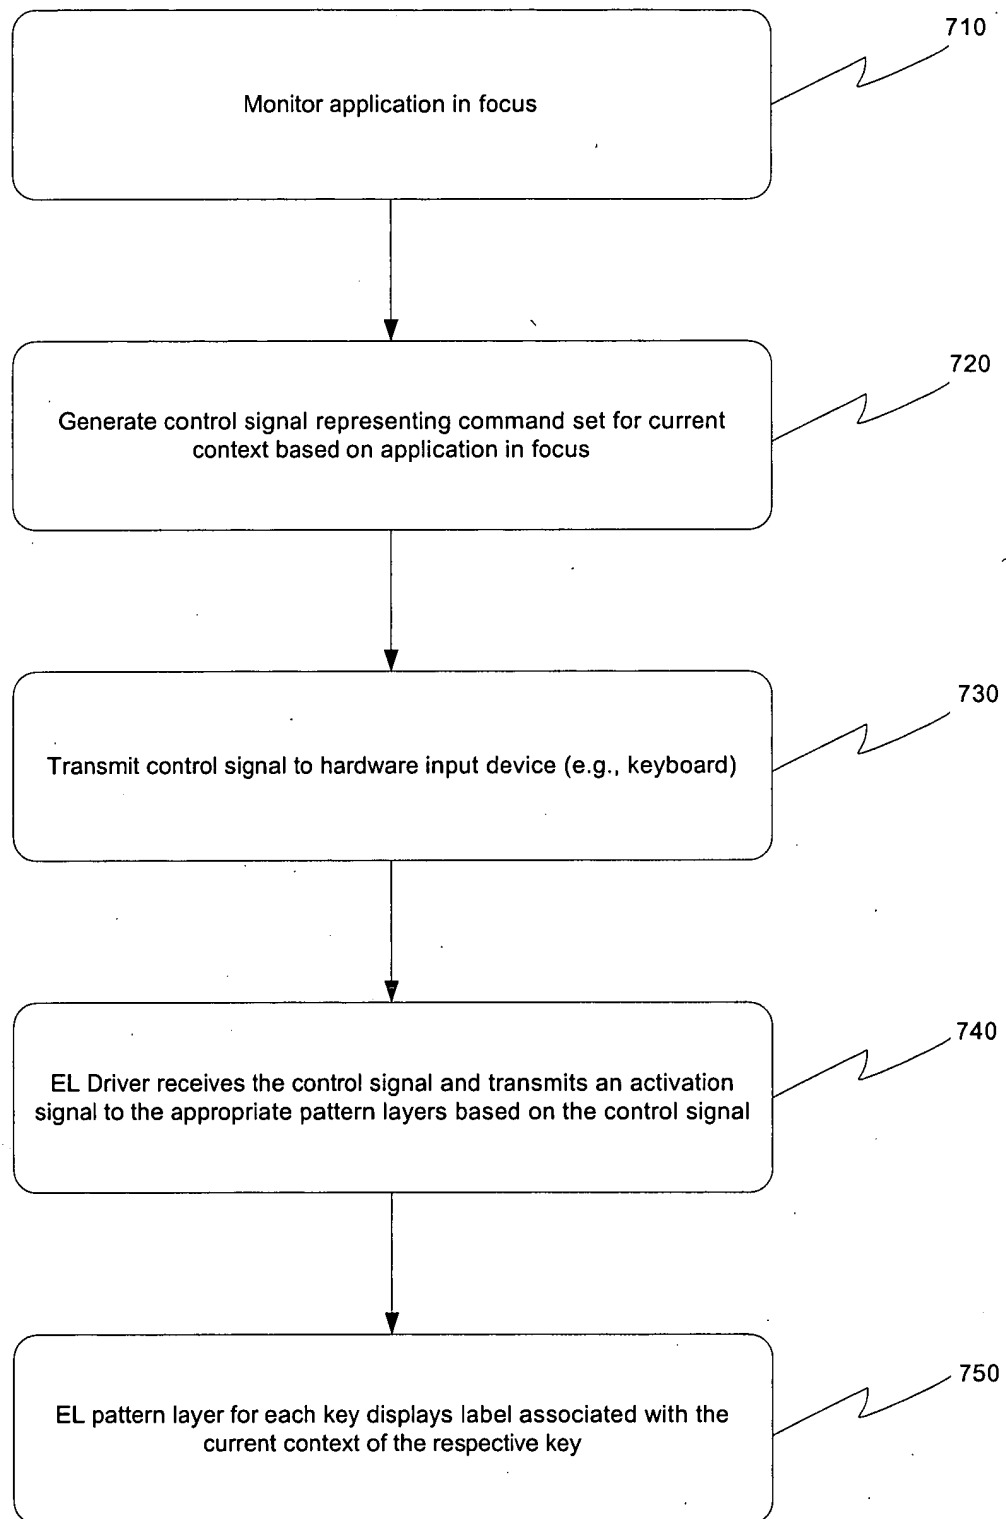 710
Monitor application in focus
720
Generate control signal representing command set for current
context based on application in focus
730
Transmit control signal to hardware input device (e.g., keyboard)
740
EL Driver receives the control signal and transmits an activation
signal to the appropriate pattern layers based on the control signal
750
EL pattern layer for each key displays label associated with the
current context of the respective key